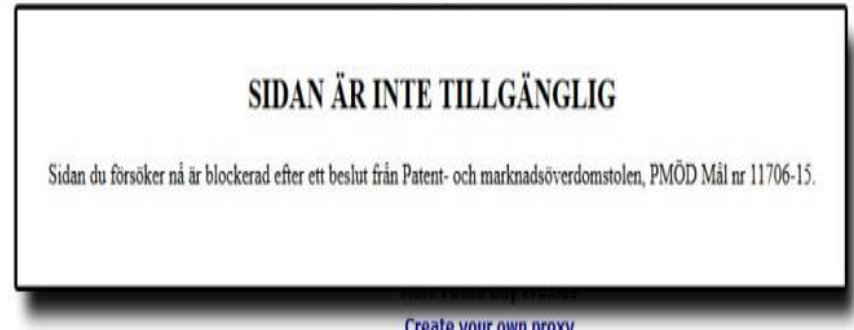 SIDAN ÄR INTE TILLGÄNGLIG
Sidan du försöker nå är blockerad efter ett beslut från Patent- och marknadsöverdomstolen, PMÖD Mål nr 11706-15.
Create your own proxy